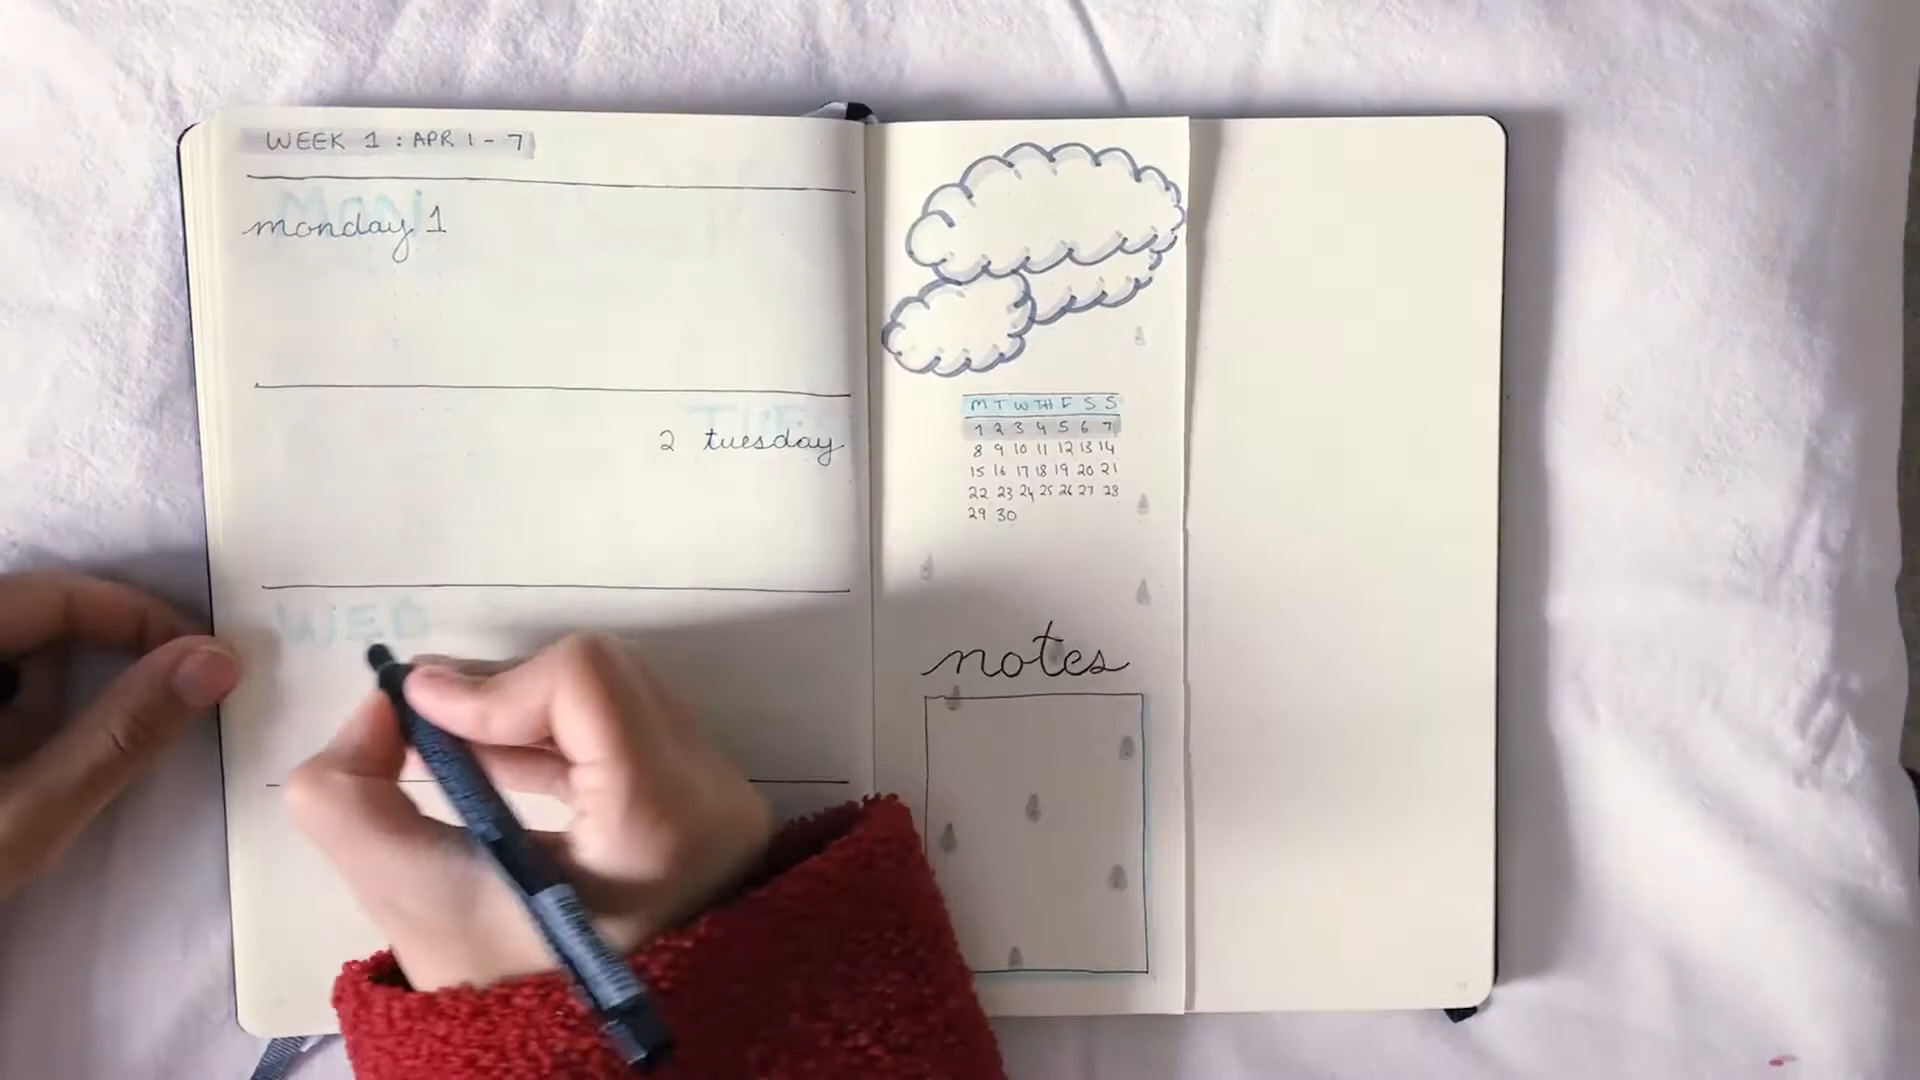 WEEK 1 : APR 1 - 7
monday 1
2 tuesday
M T W TH F S S
1 2 3 4 5 6 7
8 9 10 11 12 13 14
15 16 17 18 19 20 21
22 23 24 25 26 27 28
29 30
notes